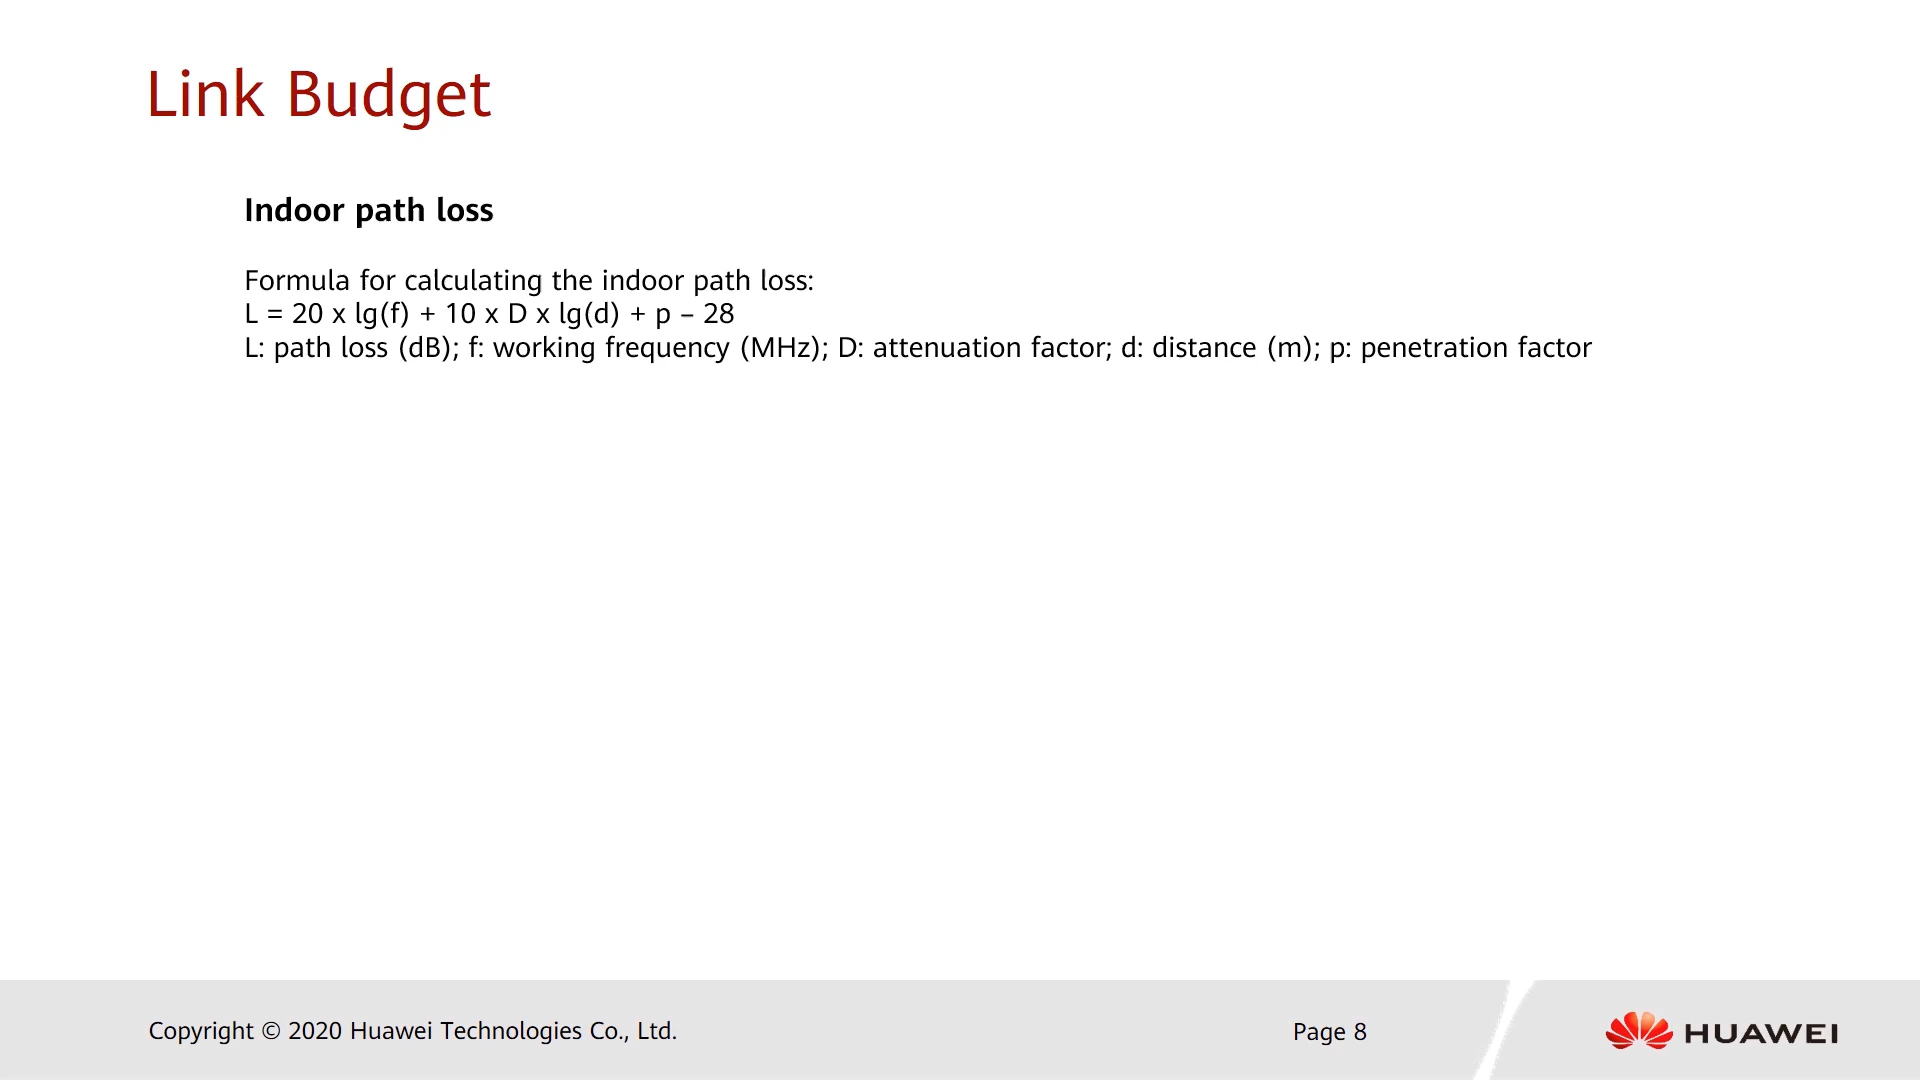 Link Budget
Indoor path loss
Formula for calculating the indoor path loss:
L = 20 x lg(f) + 10 x D x lg(d) + p – 28
L: path loss (dB); f: working frequency (MHz); D: attenuation factor; d: distance (m); p: penetration factor
Copyright © 2020 Huawei Technologies Co., Ltd.
Page 8
HUAWEI